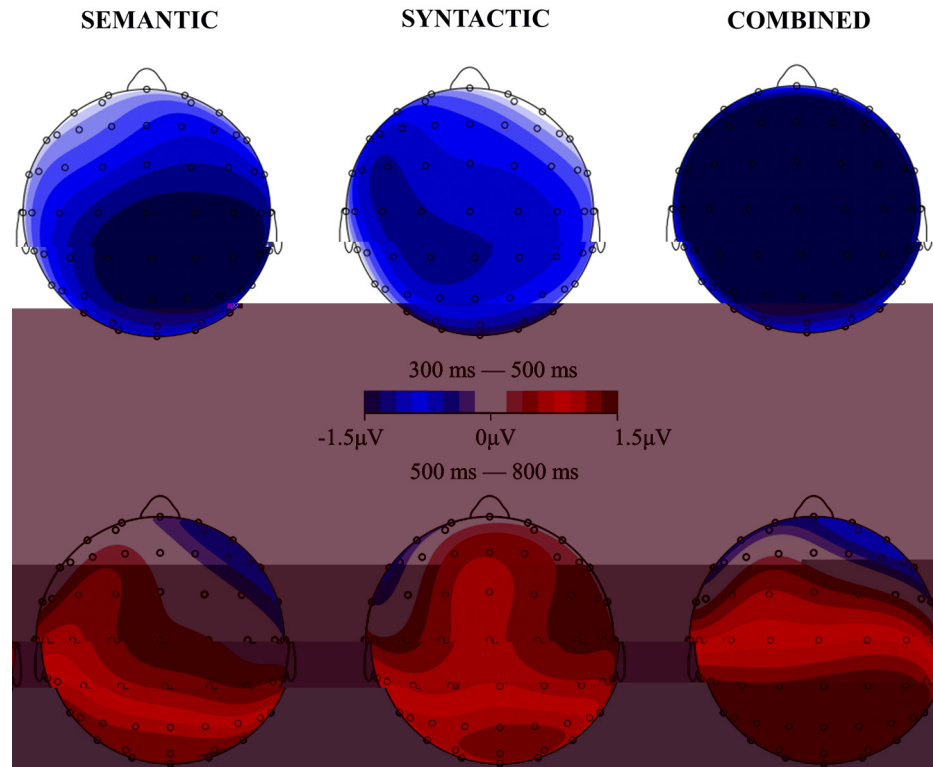 SEMANTIC SYNTACTIC COMBINED
300 ms — 500 ms
-1.5µV 0µV 1.5µV
500 ms — 800 ms